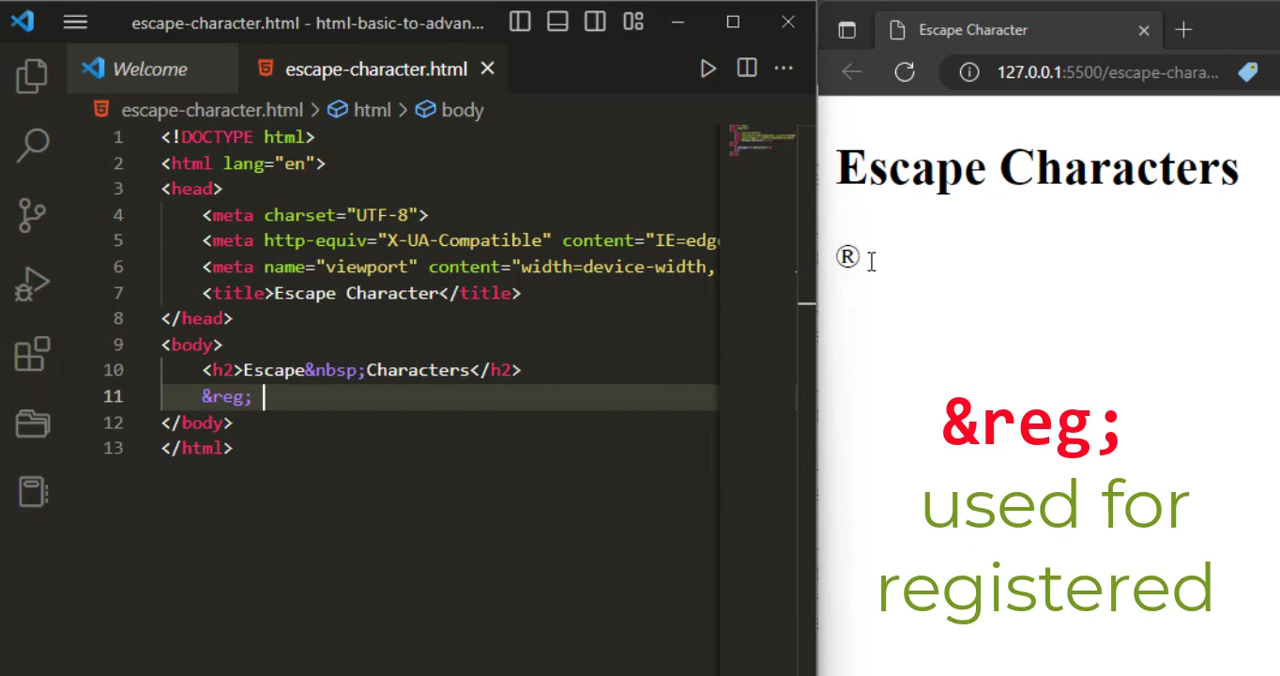 escape-character.html - html-basic-to-advan...
Welcome
escape-character.html
escape-character.html > html > body
1 <!DOCTYPE html>
2 <html lang="en">
3 <head>
4 <meta charset="UTF-8">
5 <meta http-equiv="X-UA-Compatible" content="IE=edge
6 <meta name="viewport" content="width=device-width,
7 <title>Escape Character</title>
8 </head>
9 <body>
10 <h2>Escape&nbsp;Characters</h2>
11 &reg;
12 </body>
13 </html>
Escape Character
127.0.0.1:5500/escape-chara...
Escape Characters
®
&reg;
used for
registered